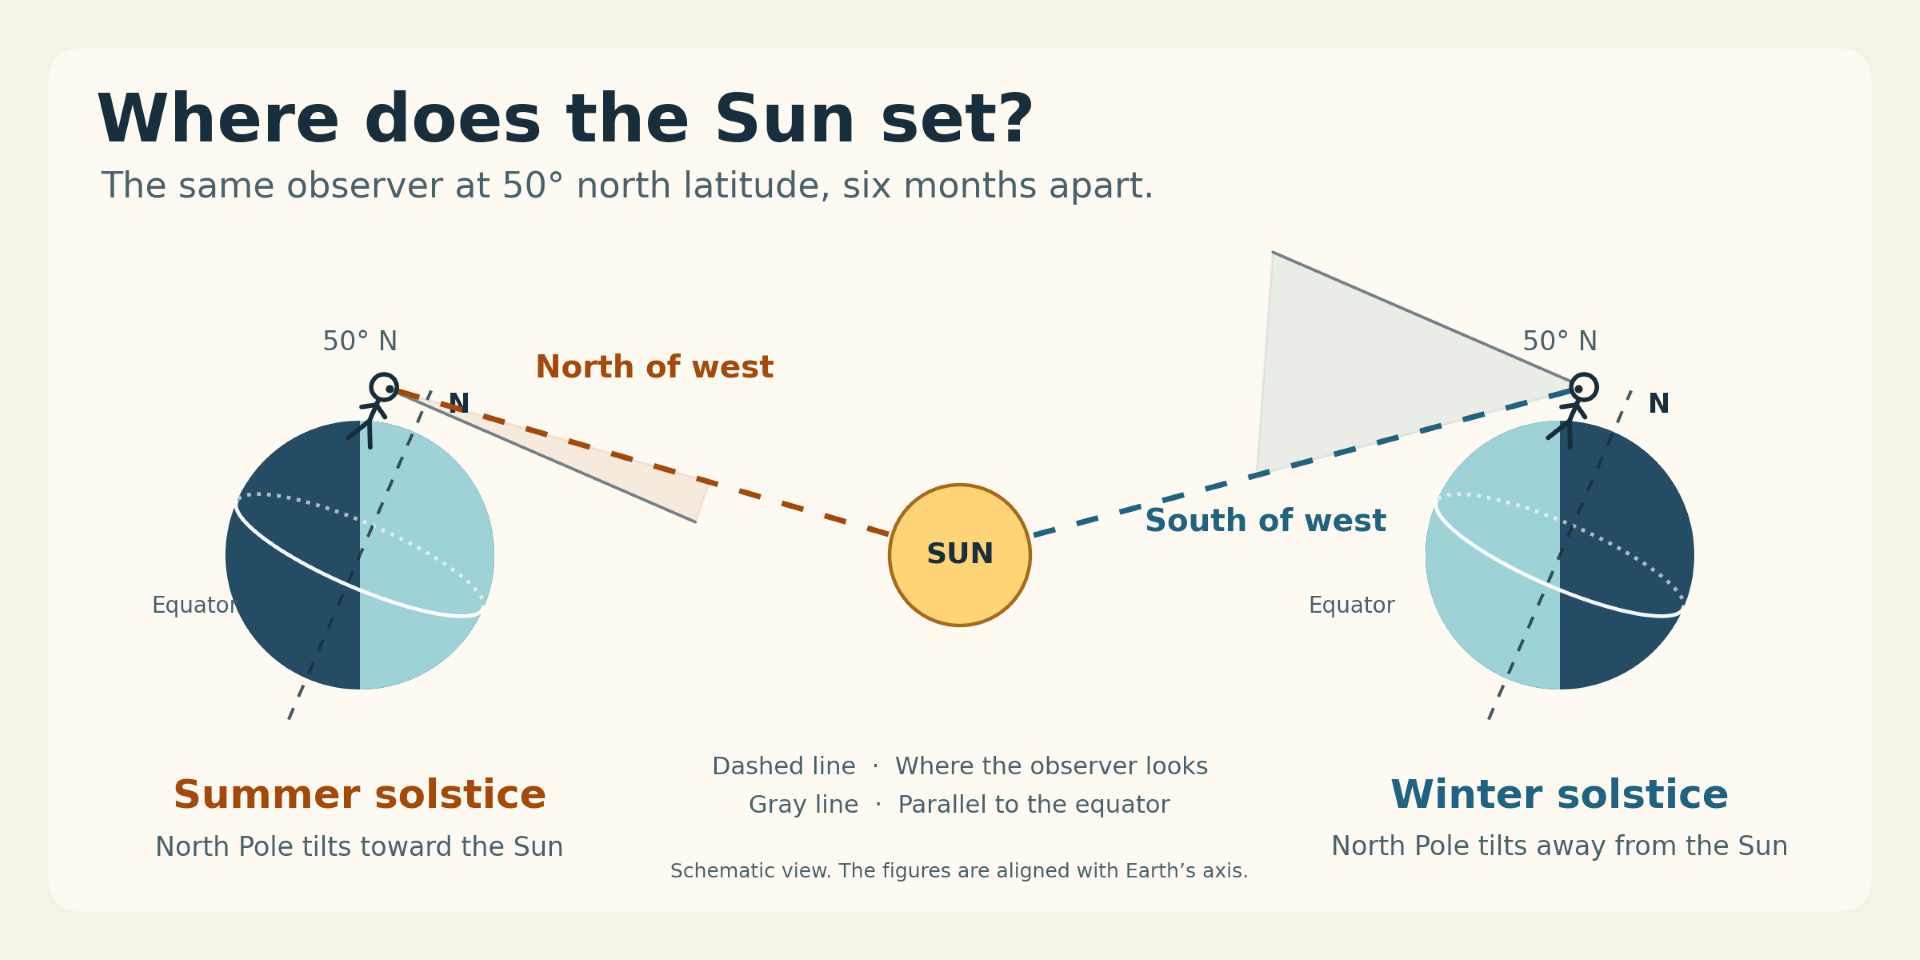 Where does the Sun set?
The same observer at 50° north latitude, six months apart.
50° N
North of west
N
Equator
SUN
50° N
N
South of west
Equator
Summer solstice
North Pole tilts toward the Sun
Dashed line · Where the observer looks
Gray line · Parallel to the equator
Schematic view. The figures are aligned with Earth’s axis.
Winter solstice
North Pole tilts away from the Sun